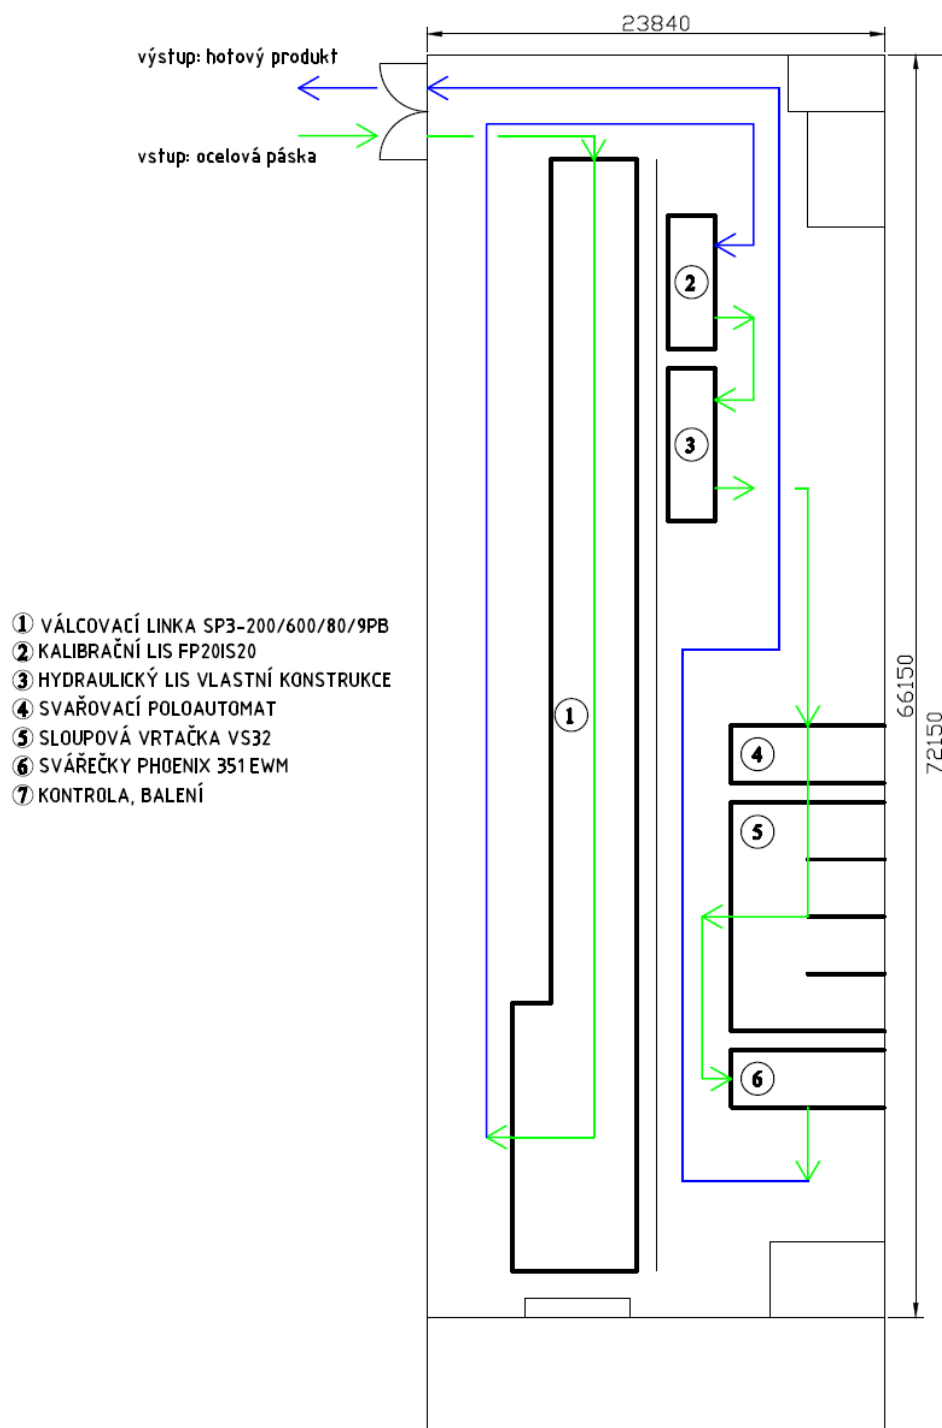 23840
výstup: hotový produkt
vstup: ocelová páska
2
3
1 VÁLCOVACÍ LINKA SP3-200/600/80/9PB
2 KALIBRAČNÍ LIS FP20IS20
3 HYDRAULICKÝ LIS VLASTNÍ KONSTRUKCE
4 SVAŘOVACÍ POLOAUTOMAT
5 SLOUPOVÁ VRTAČKA VS32
6 SVÁŘEČKY PHOENIX 351 EWM
7 KONTROLA, BALENÍ
1
66150
72150
4
5
6